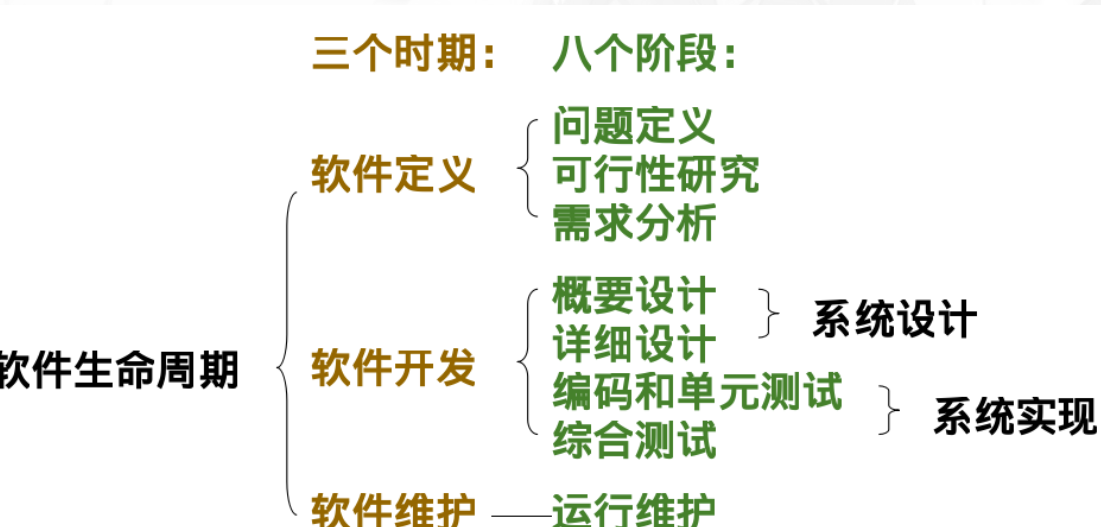 三个时期： 八个阶段：
问题定义
软件定义 可行性研究
需求分析
概要设计
系统设计
详细设计
软件生命周期 软件开发
编码和单元测试
系统实现
综合测试
软件维护 运行维护